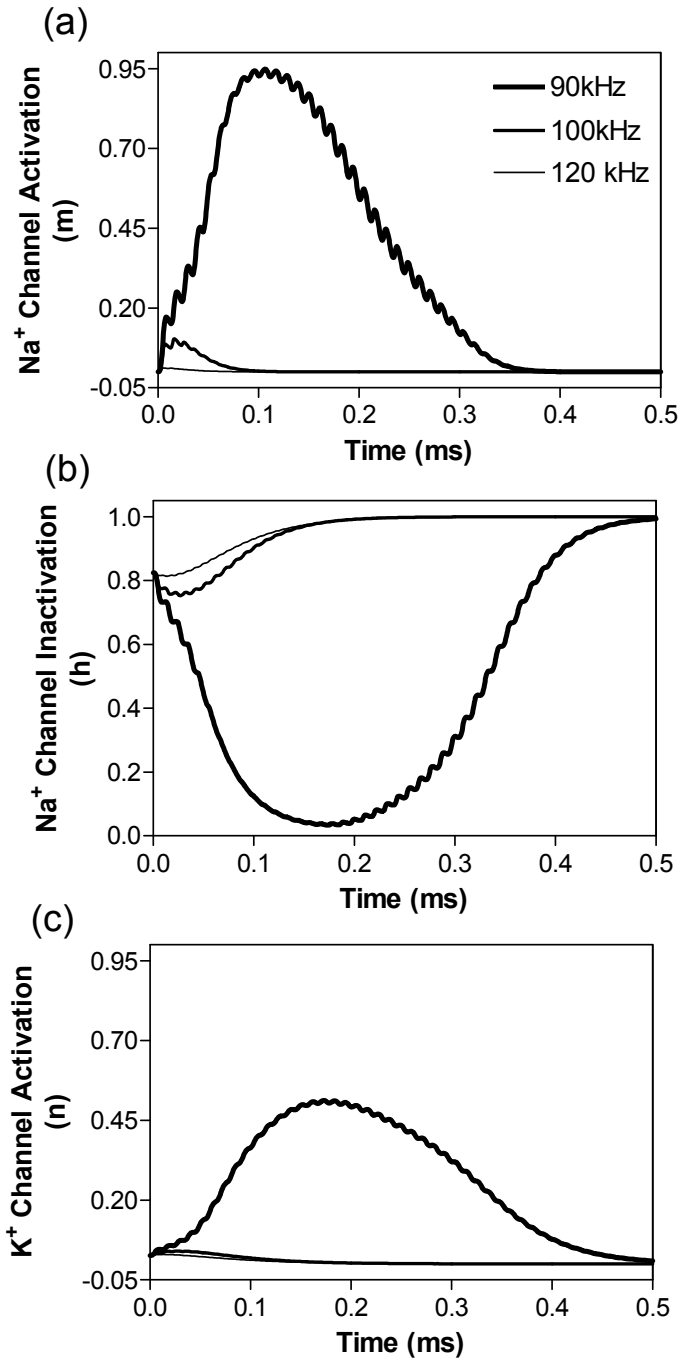 (a)
Na⁺ Channel Activation
(m)
0.95
0.70
0.45
0.20
-0.05
90kHz
100kHz
120 kHz
0.0 0.1 0.2 0.3 0.4 0.5
Time (ms)
(b)
Na⁺ Channel Inactivation
(h)
1.0
0.8
0.6
0.4
0.2
0.0
0.0 0.1 0.2 0.3 0.4 0.5
Time (ms)
(c)
K⁺ Channel Activation
(n)
0.95
0.70
0.45
0.20
-0.05
0.0 0.1 0.2 0.3 0.4 0.5
Time (ms)